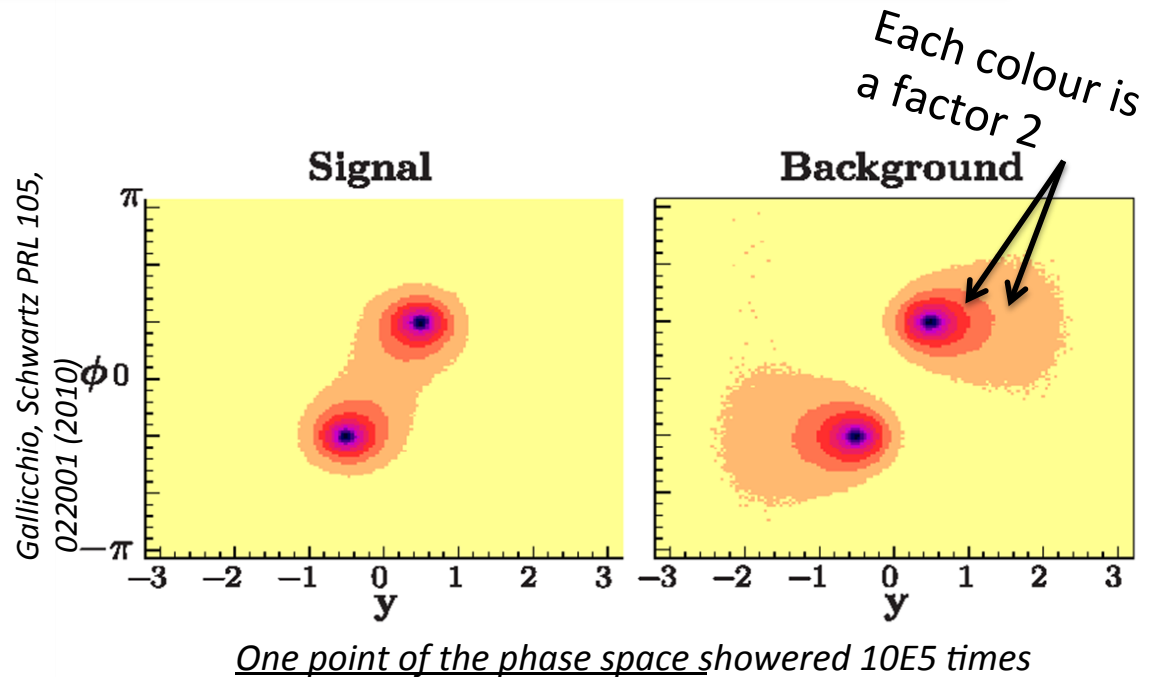 Each colour is
a factor 2
Gallicchio, Schwartz PRL 105,
022001 (2010)
Signal
Background
π
ϕ 0
−π
−3 −2 −1 0 1 2 3
y
−3 −2 −1 0 1 2 3
y
One point of the phase space showered 10E5 times